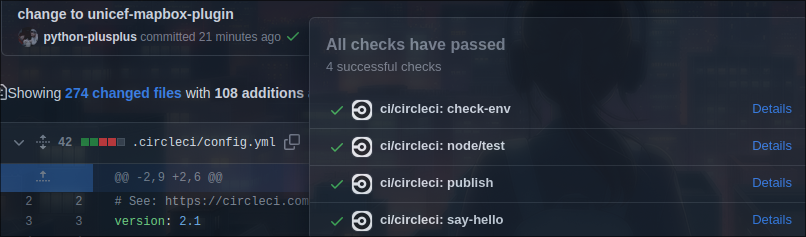 change to unicef-mapbox-plugin
python-plusplus committed 21 minutes ago
Showing 274 changed files with 108 additions
42 .circleci/config.yml
@@ -2,9 +2,6 @@
2 2 # See: https://circleci.com
3 3 version: 2.1
All checks have passed
4 successful checks
ci/circleci: check-env Details
ci/circleci: node/test Details
ci/circleci: publish Details
ci/circleci: say-hello Details